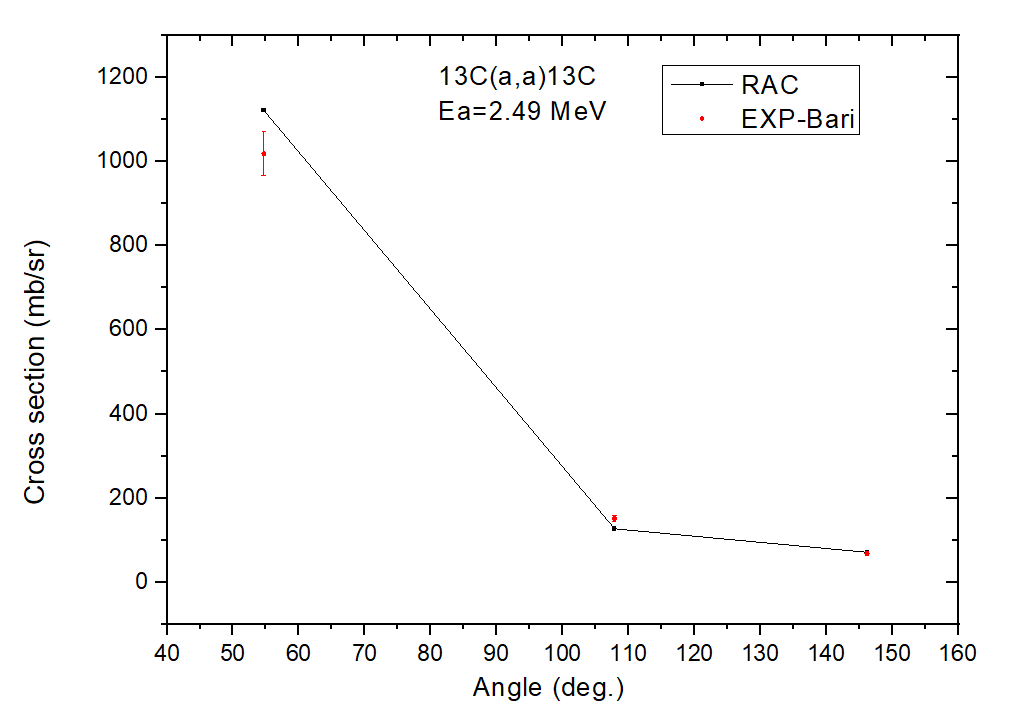 13C(a,a)13C
Ea=2.49 MeV
RAC
EXP-Bari
1200
1000
800
600
400
200
0
Cross section (mb/sr)
40 50 60 70 80 90 100 110 120 130 140 150 160
Angle (deg.)